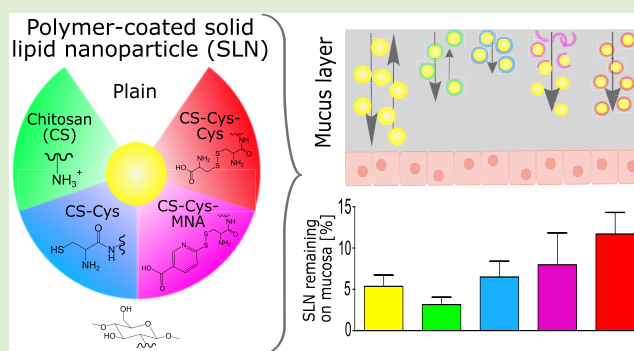 Polymer-coated solid
lipid nanoparticle (SLN)
Plain
Chitosan
(CS)
NH₃⁺
CS-Cys-
Cys
NH
NH₂
O
S
S
HO
NH₂
O
CS-Cys
O
HS
N
H
NH₂
CS-Cys-
MNA
NH
O
S
NH₂
S
N
HO
O
HO
O
O
HO
Mucus layer
SLN remaining
on mucosa [%]
15
10
5
0